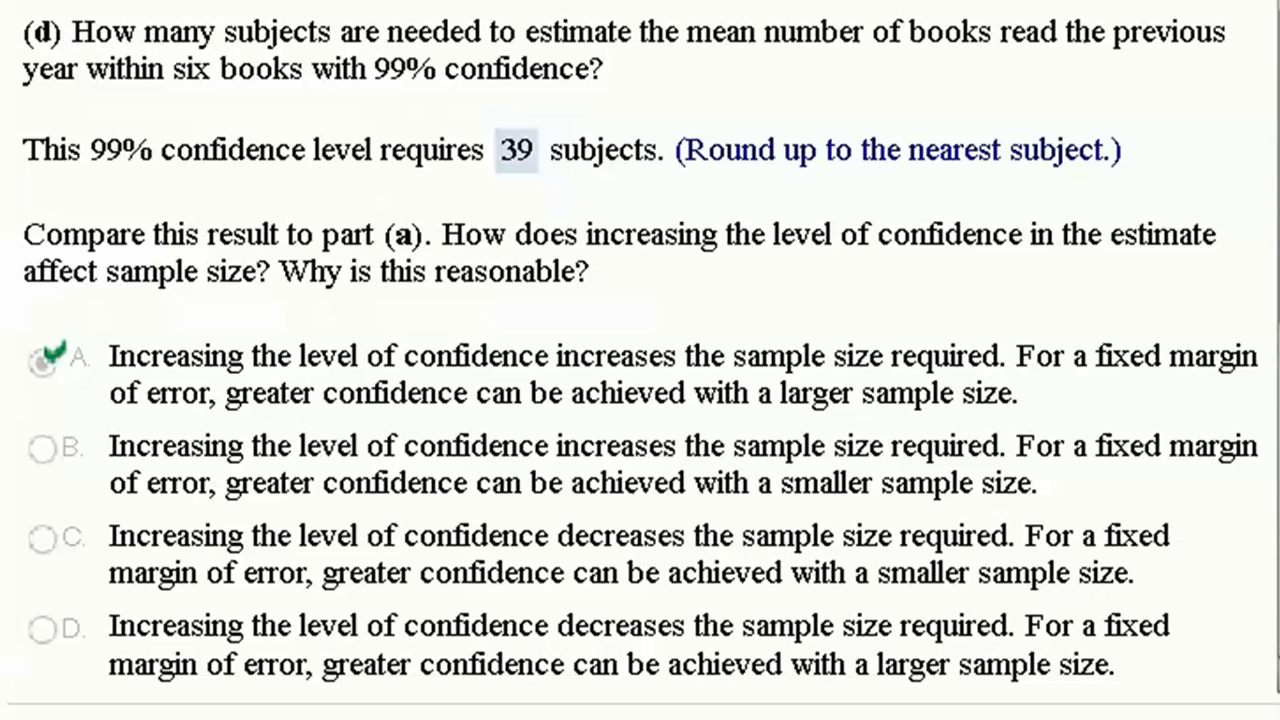 (d) How many subjects are needed to estimate the mean number of books read the previous
year within six books with 99% confidence?
This 99% confidence level requires 39 subjects. (Round up to the nearest subject.)
Compare this result to part (a). How does increasing the level of confidence in the estimate
affect sample size? Why is this reasonable?
A. Increasing the level of confidence increases the sample size required. For a fixed margin
of error, greater confidence can be achieved with a larger sample size.
B. Increasing the level of confidence increases the sample size required. For a fixed margin
of error, greater confidence can be achieved with a smaller sample size.
C. Increasing the level of confidence decreases the sample size required. For a fixed
margin of error, greater confidence can be achieved with a smaller sample size.
D. Increasing the level of confidence decreases the sample size required. For a fixed
margin of error, greater confidence can be achieved with a larger sample size.